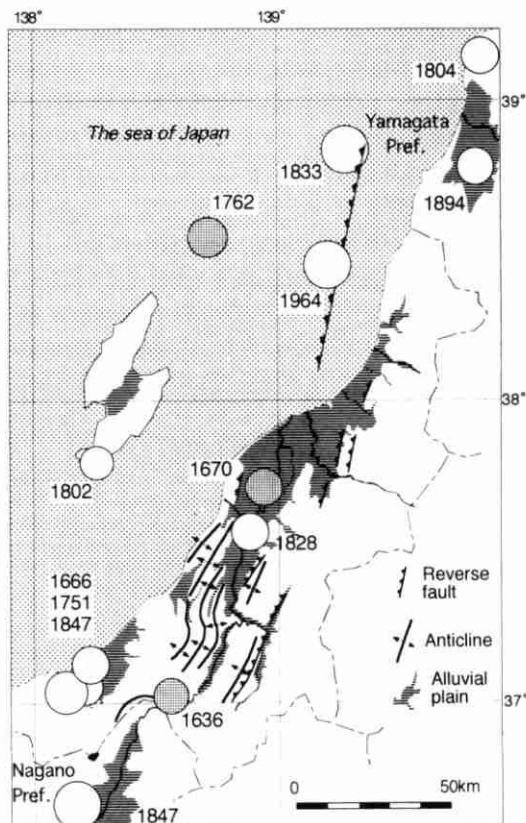 138° 139°
1804
39°
The sea of Japan
Yamagata
Pref.
1833
1762
1894
1964
38°
1670
1802
1828
1666
1751
1847
Reverse
fault
Anticline
Alluvial
plain
37°
1636
Nagano
Pref.
0 50km
1847